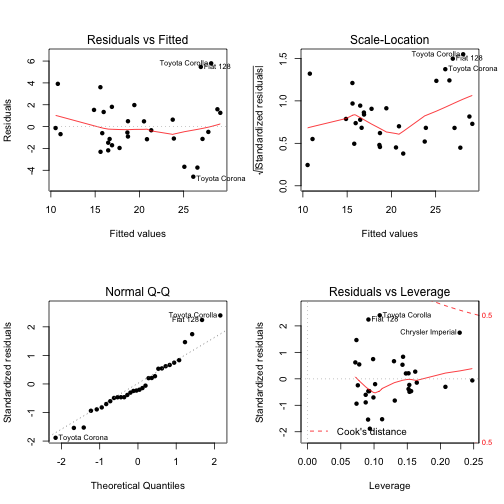 Residuals vs Fitted
Residuals
6
4
2
0
-2
-4
Toyota Corolla
Fiat 128
Toyota Corona
10
15
20
25
Fitted values
Scale-Location
√|Standardized residuals|
1.5
1.0
0.5
0.0
Toyota Corolla
Fiat 128
Toyota Corona
10
15
20
25
Fitted values
Normal Q-Q
Standardized residuals
2
1
0
-1
-2
Toyota Corolla
Fiat 128
Toyota Corona
-2
-1
0
1
2
Theoretical Quantiles
Residuals vs Leverage
Standardized residuals
2
1
0
-1
-2
Toyota Corolla
Fiat 128
Chrysler Imperial
0.5
0.5
Cook's distance
0.00
0.05
0.10
0.15
0.20
0.25
Leverage